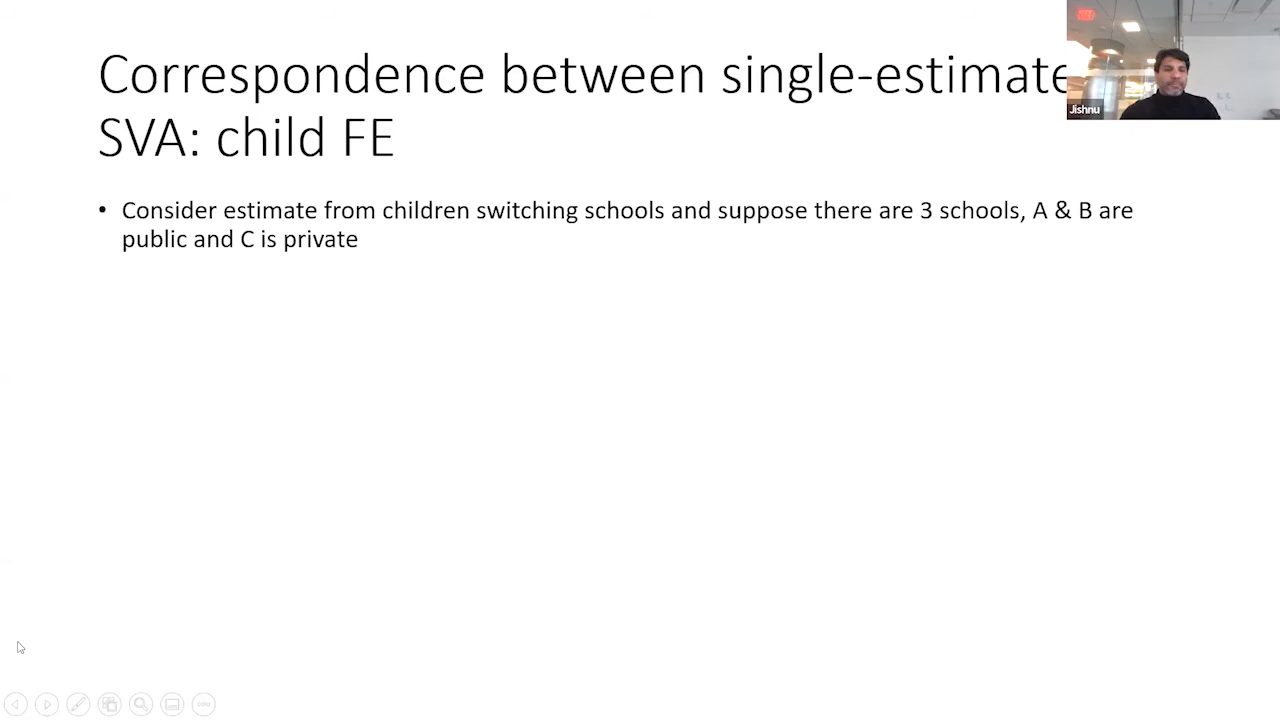 Correspondence between single-estimate
SVA: child FE
• Consider estimate from children switching schools and suppose there are 3 schools, A & B are
public and C is private
Jishnu